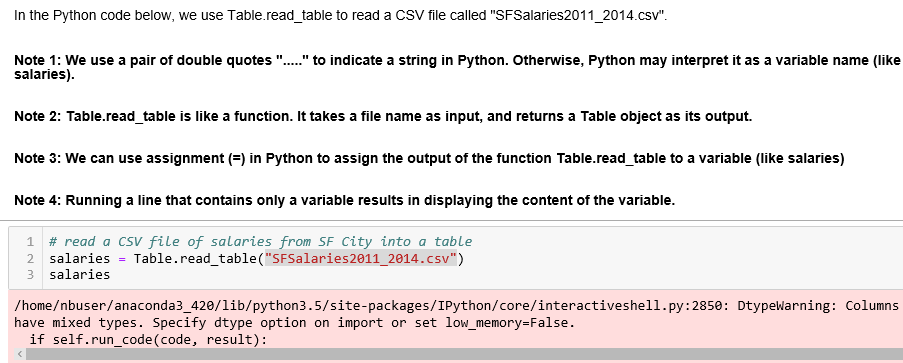 In the Python code below, we use Table.read_table to read a CSV file called "SFSalaries2011_2014.csv".
Note 1: We use a pair of double quotes "....." to indicate a string in Python. Otherwise, Python may interpret it as a variable name (like
salaries).
Note 2: Table.read_table is like a function. It takes a file name as input, and returns a Table object as its output.
Note 3: We can use assignment (=) in Python to assign the output of the function Table.read_table to a variable (like salaries)
Note 4: Running a line that contains only a variable results in displaying the content of the variable.
1 # read a CSV file of salaries from SF City into a table
2 salaries = Table.read_table("SFSalaries2011_2014.csv")
3 salaries
/home/nbuser/anaconda3_420/lib/python3.5/site-packages/IPython/core/interactiveshell.py:2850: DtypeWarning: Columns
have mixed types. Specify dtype option on import or set low_memory=False.
if self.run_code(code, result):